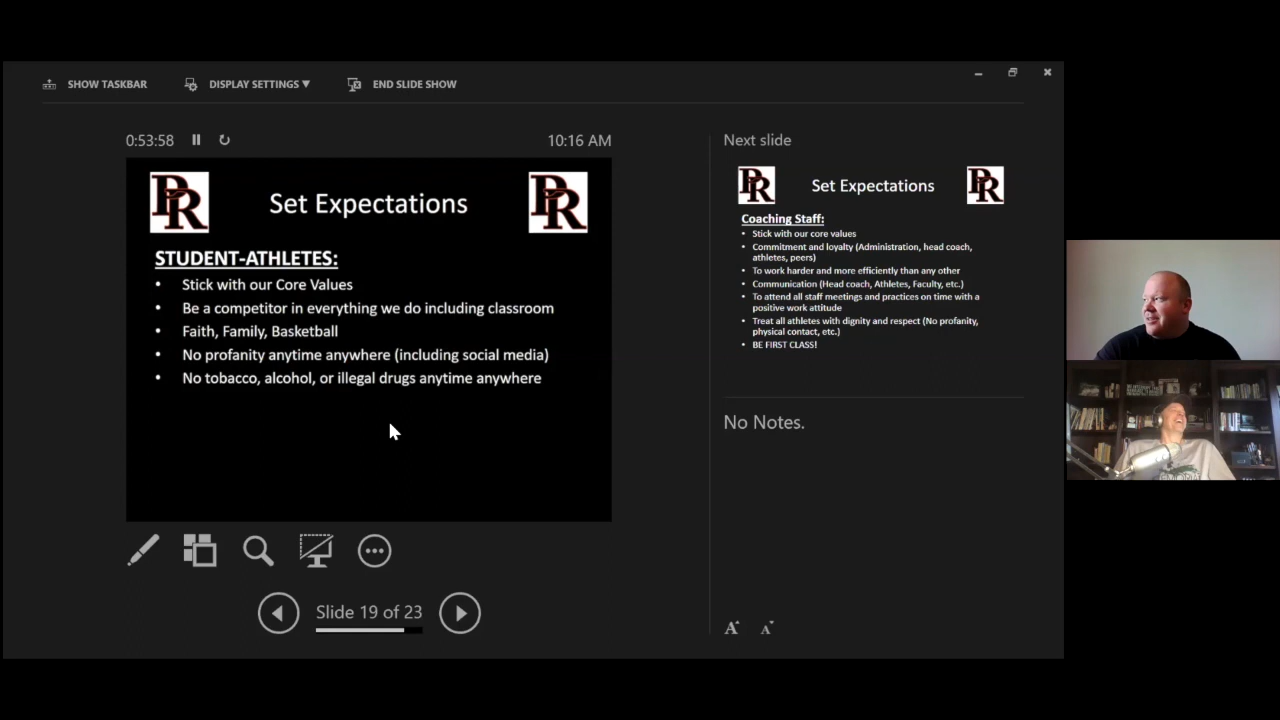 SHOW TASKBAR
DISPLAY SETTINGS ▼
END SLIDE SHOW
0:53:58
10:16 AM
PR
Set Expectations
PR
STUDENT-ATHLETES:
• Stick with our Core Values
• Be a competitor in everything we do including classroom
• Faith, Family, Basketball
• No profanity anytime anywhere (including social media)
• No tobacco, alcohol, or illegal drugs anytime anywhere
Slide 19 of 23
Next slide
PR
Set Expectations
PR
Coaching Staff:
• Stick with our core values
• Commitment and loyalty (Administration, head coach,
athletes, peers)
• To work harder and more efficiently than any other
• Communication (Head coach, Athletes, Faculty, etc.)
• To attend all staff meetings and practices on time with a
positive work attitude
• Treat all athletes with dignity and respect (No profanity,
physical contact, etc.)
• BE FIRST CLASS!
No Notes.
A A